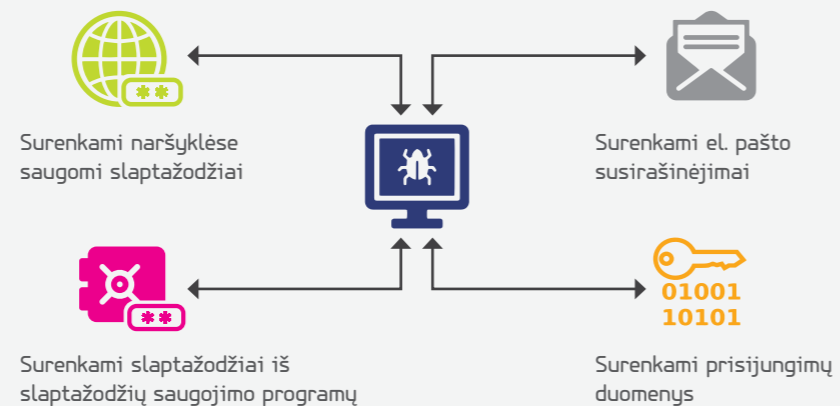 **
Surenkami naršyklėse
saugomi slaptažodžiai
Surenkami el. pašto
susirašinėjimai
**
Surenkami slaptažodžiai iš
slaptažodžių saugojimo programų
01001
10101
Surenkami prisijungimų
duomenys